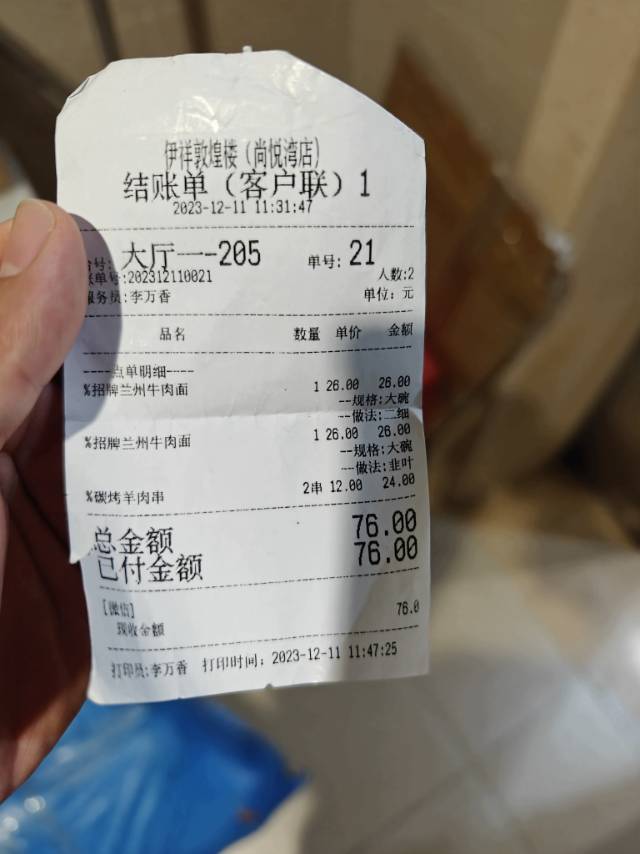 伊祥敦煌楼（尚悦湾店）
结账单（客户联）1
2023-12-11 11:31:47
台号: 大厅一-205 单号: 21
账单号:202312110021 人数:2
服务员:李万香 单位: 元
品名 数量 单价 金额
-----点单明细-----
%招牌兰州牛肉面 1 26.00 26.00
--规格:大碗
--做法:二细
%招牌兰州牛肉面 1 26.00 26.00
--规格:大碗
--做法:韭叶
%碳烤羊肉串 2串 12.00 24.00
总金额 76.00
已付金额 76.00
[微信] 76.0
现收金额
打印员:李万香 打印时间: 2023-12-11 11:47:25